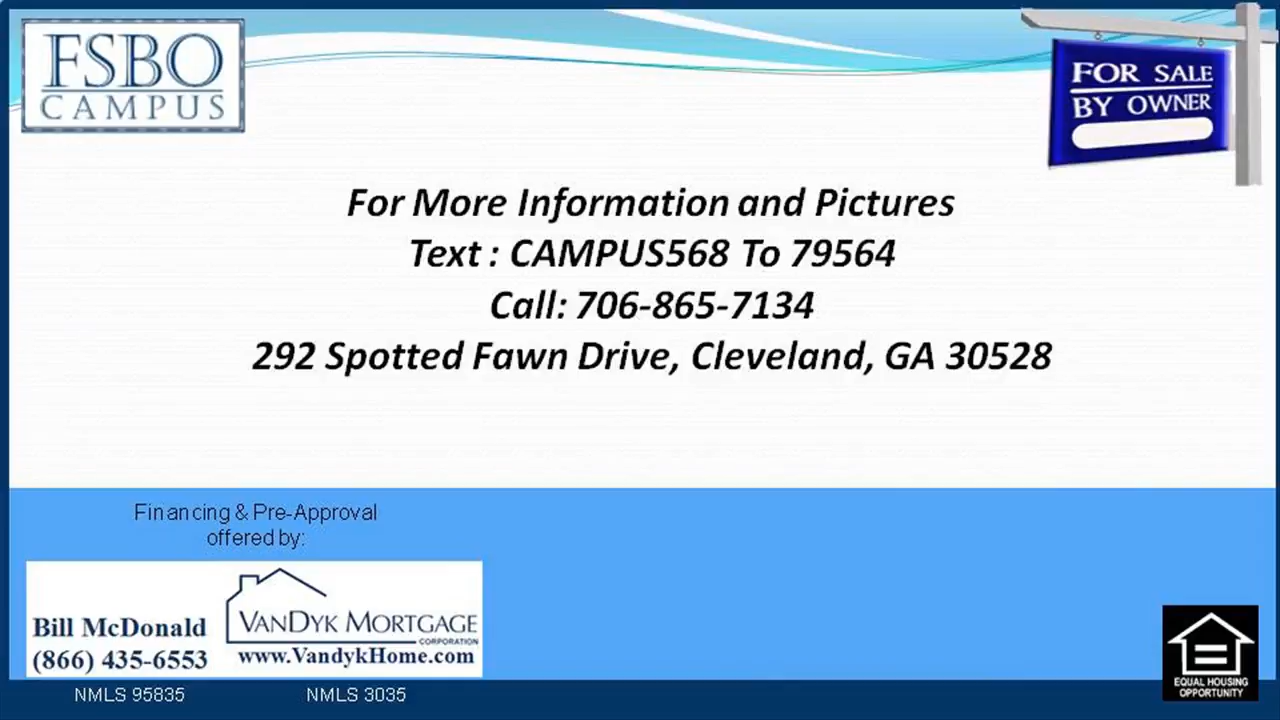 FSBO
CAMPUS
FOR SALE
BY OWNER
For More Information and Pictures
Text : CAMPUS568 To 79564
Call: 706-865-7134
292 Spotted Fawn Drive, Cleveland, GA 30528
Financing & Pre-Approval
offered by:
Bill McDonald
(866) 435-6553
VANDYK MORTGAGE
CORPORATION
www.VandykHome.com
NMLS 95835
NMLS 3035
EQUAL HOUSING
OPPORTUNITY